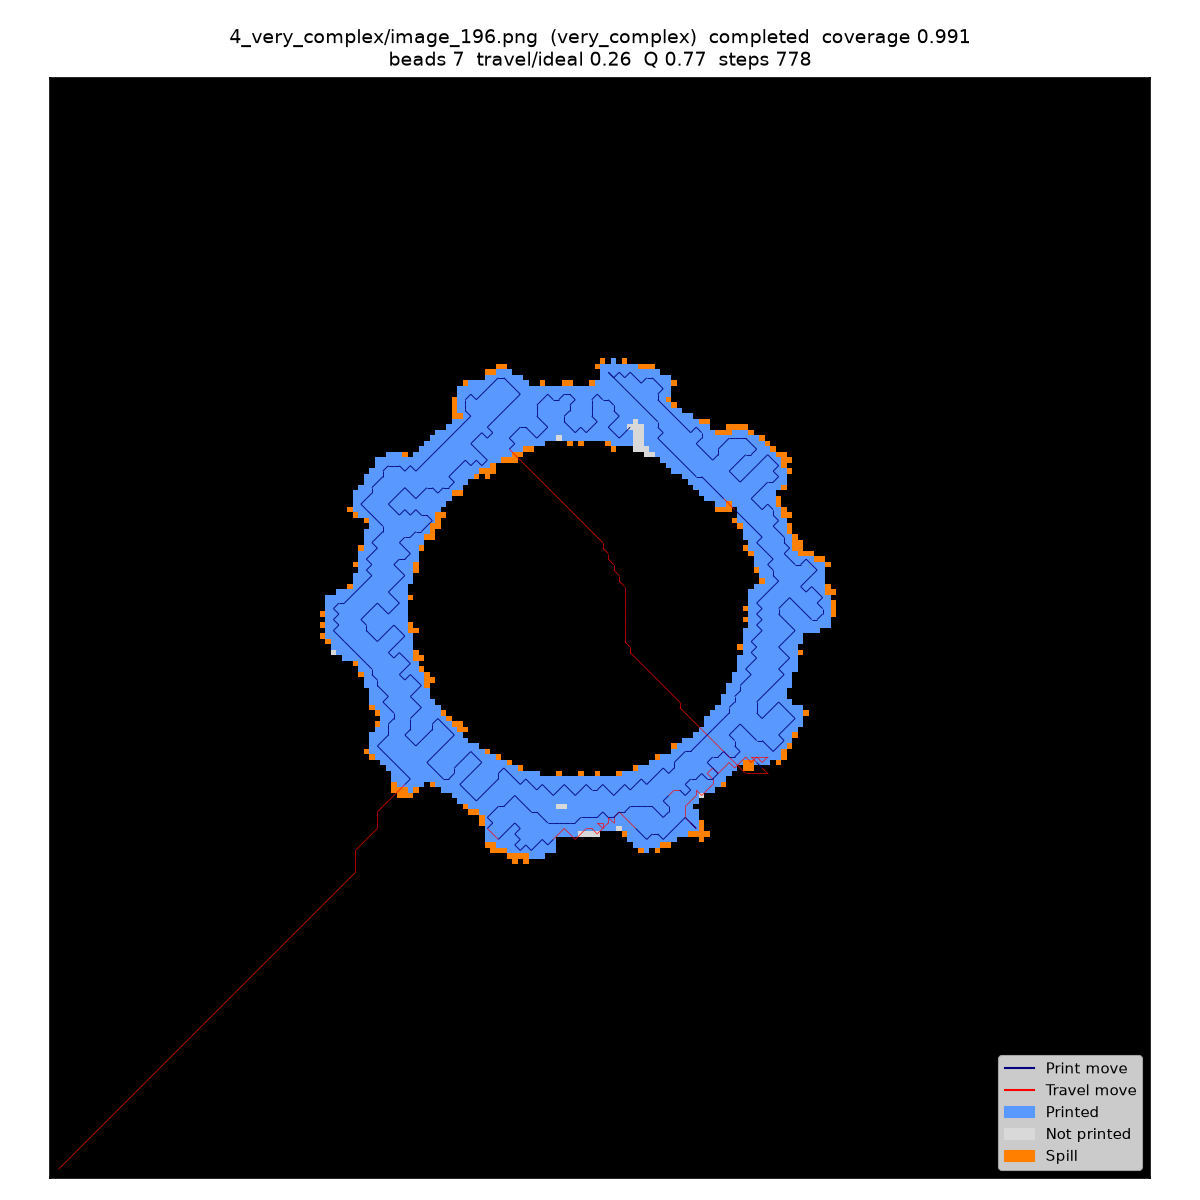 4_very_complex/image_196.png  (very_complex)  completed  coverage 0.991
beads 7  travel/ideal 0.26  Q 0.77  steps 778
Print move
Travel move
Printed
Not printed
Spill